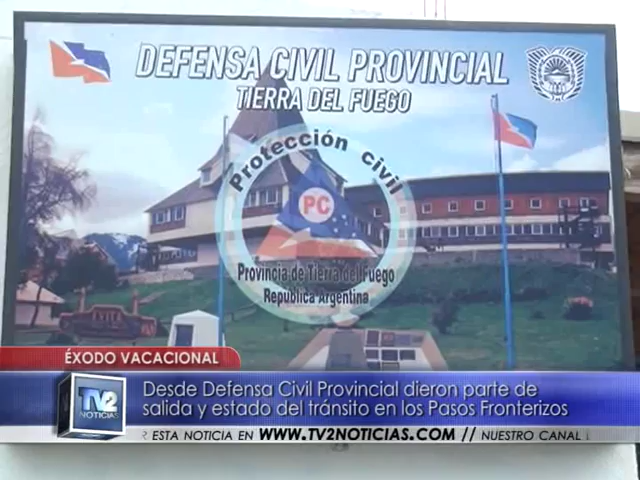 DEFENSA CIVIL PROVINCIAL
TIERRA DEL FUEGO
Protección civil
PC
Provincia de Tierra del Fuego
Republica Argentina
ÉXODO VACACIONAL
TV2
NOTICIAS
Desde Defensa Civil Provincial dieron parte de
salida y estado del tránsito en los Pasos Fronterizos
ESTA NOTICIA EN WWW.TV2NOTICIAS.COM // NUESTRO CANAL